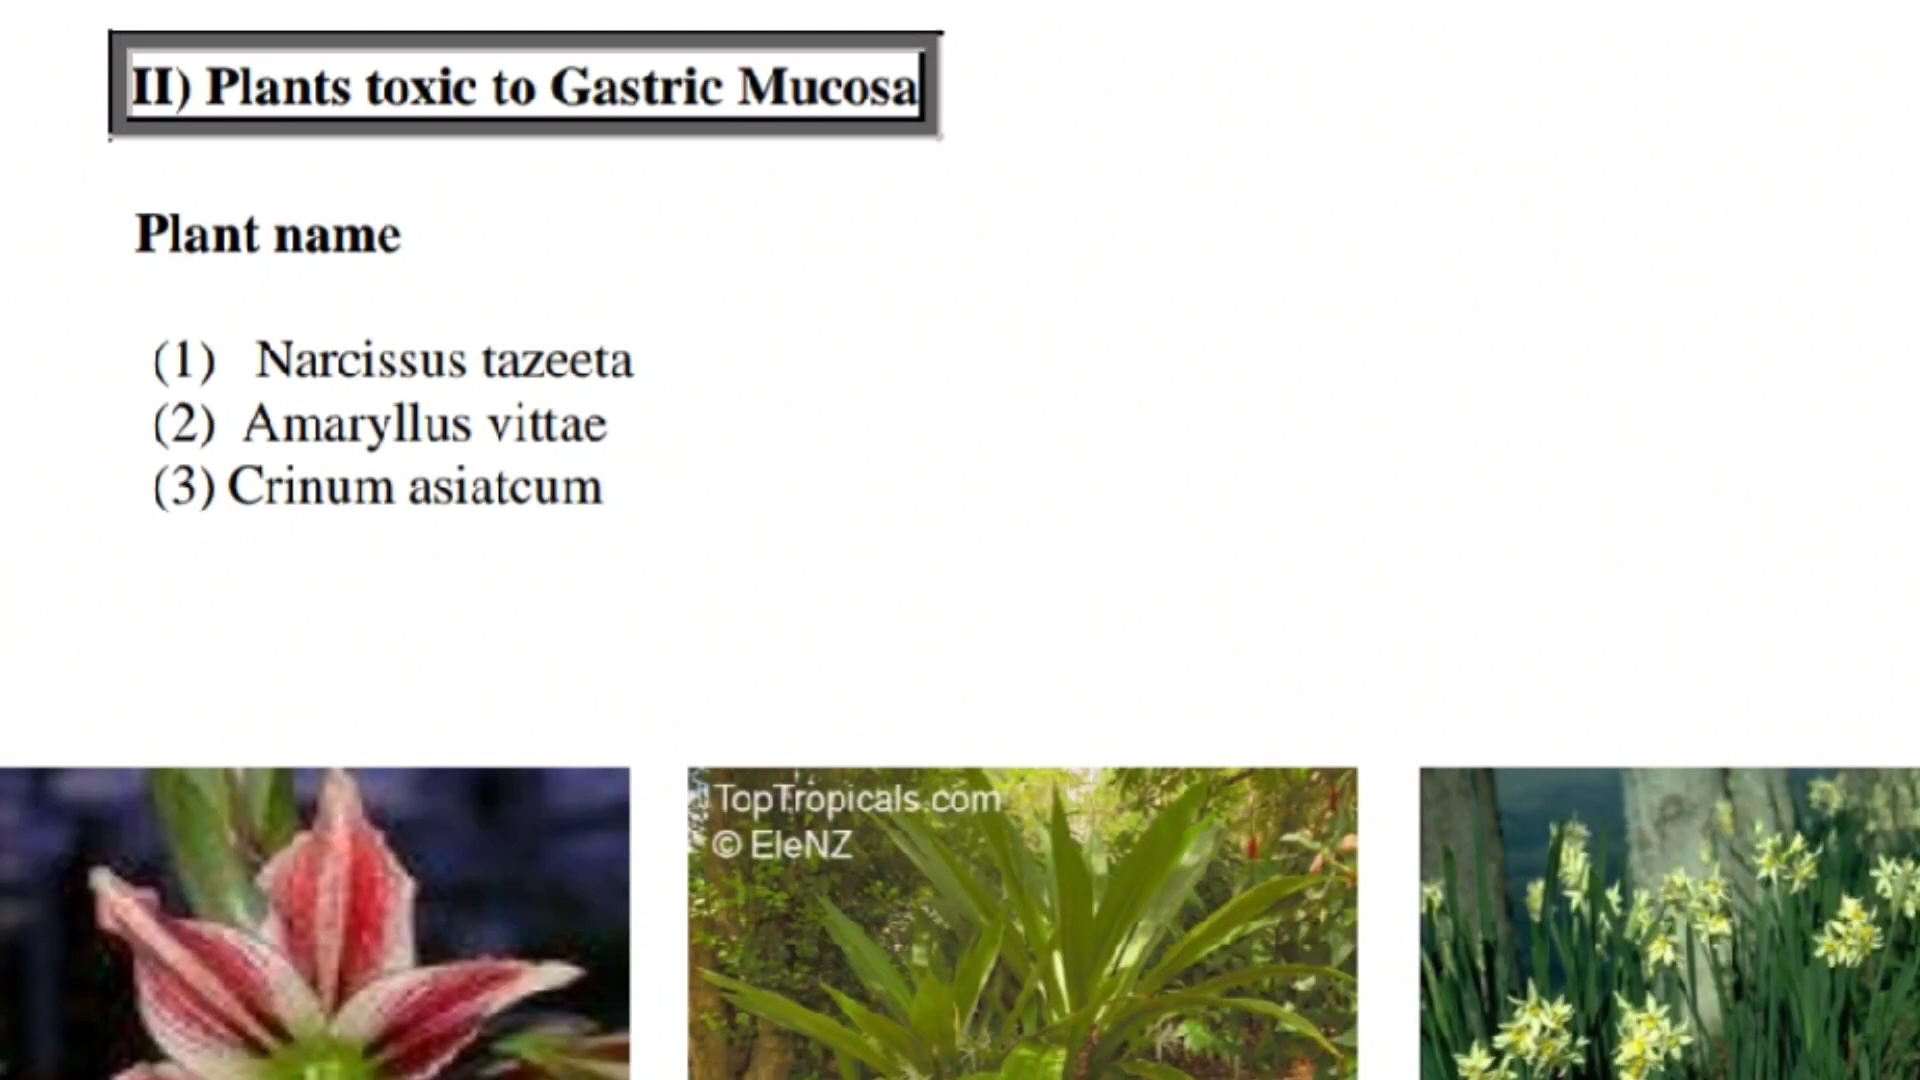 II) Plants toxic to Gastric Mucosa
Plant name
(1) Narcissus tazeeta
(2) Amaryllus vittae
(3) Crinum asiatcum
TopTropicals.com
© EleNZ